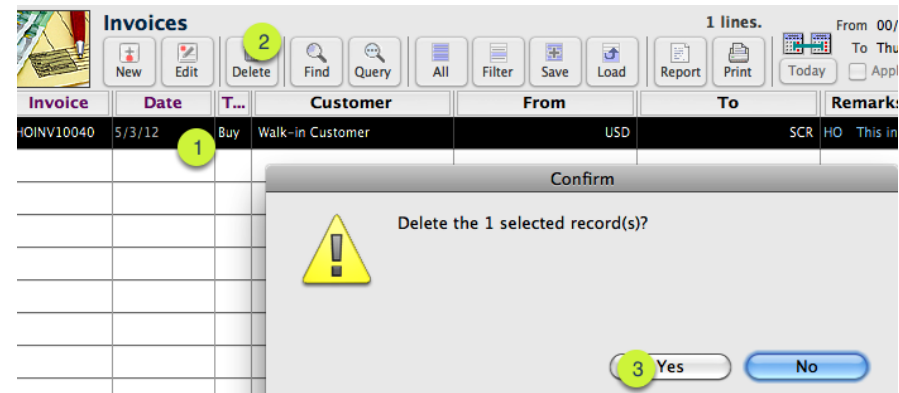 Invoices
1 lines.
From 00/
To Thu
2
New Edit Delete Find Query All Filter Save Load Report Print Today Appl
Invoice Date T... Customer From To Remarks
HOINV10040 5/3/12 Buy Walk-in Customer USD SCR HO This in
1
Confirm
Delete the 1 selected record(s)?
3 Yes No